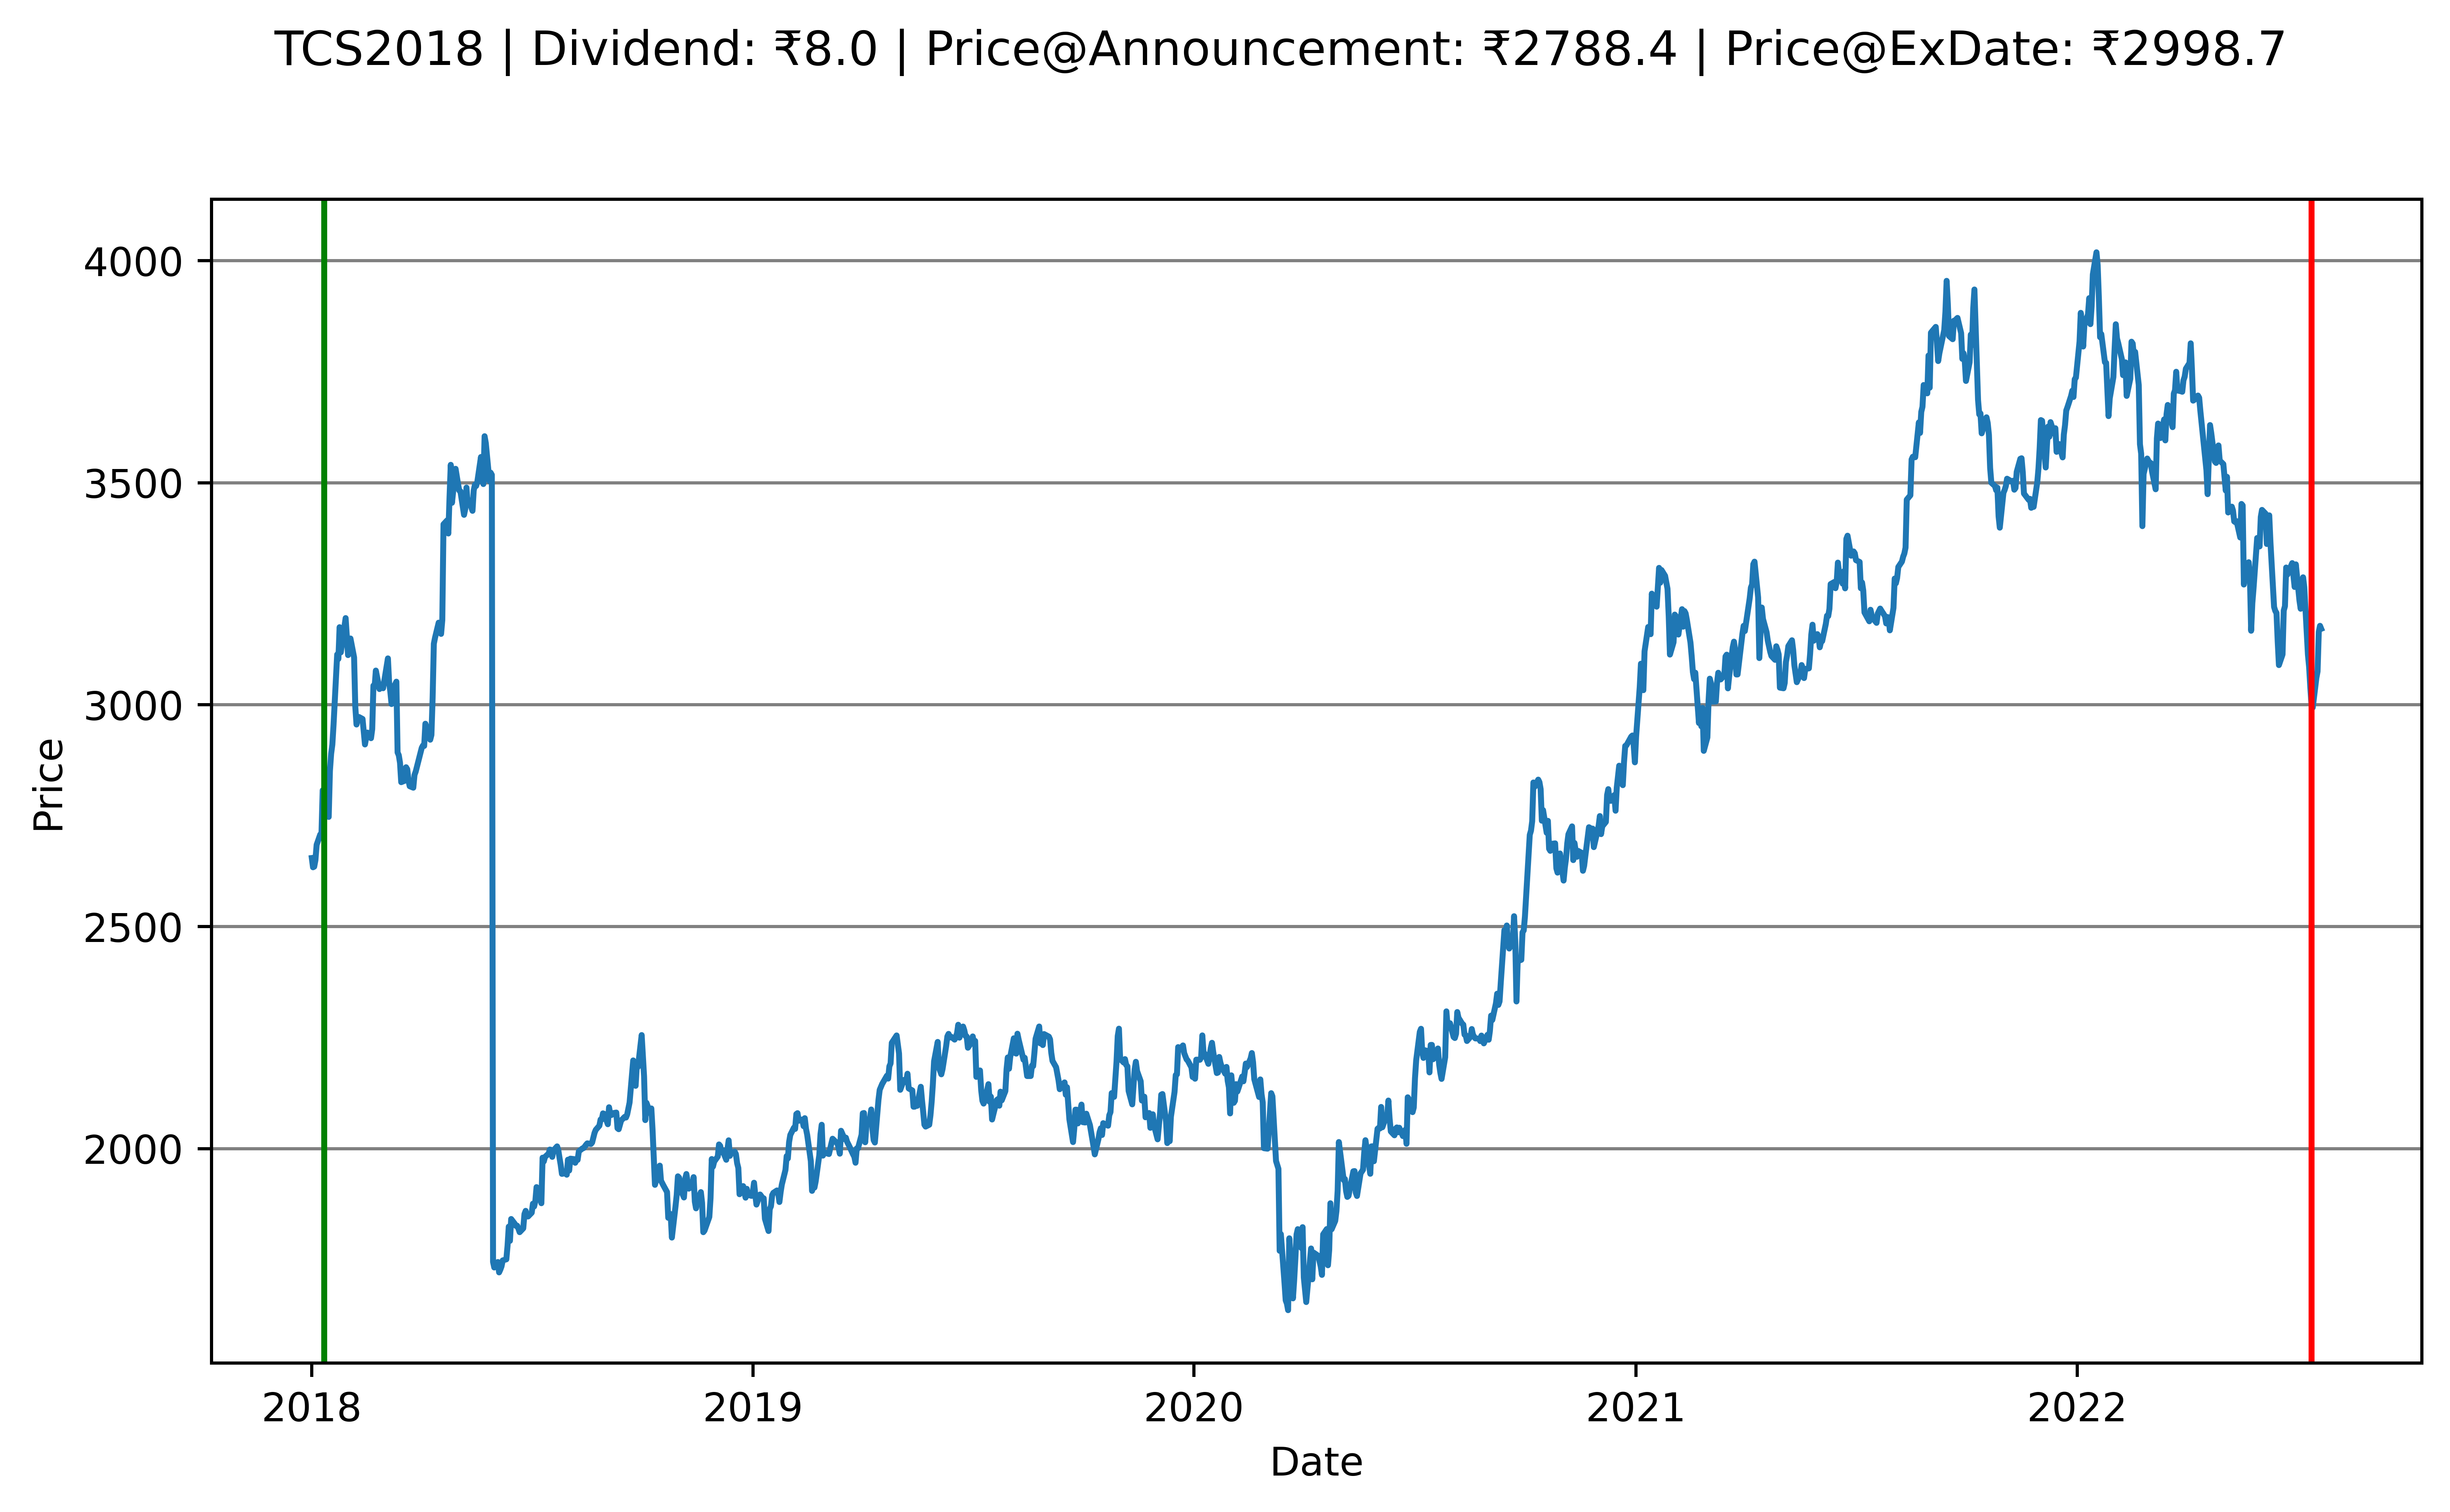 TCS2018 | Dividend: ₹8.0 | Price@Announcement: ₹2788.4 | Price@ExDate: ₹2998.7
4000
3500
3000
2500
2000
Price
2018 2019 2020 2021 2022
Date